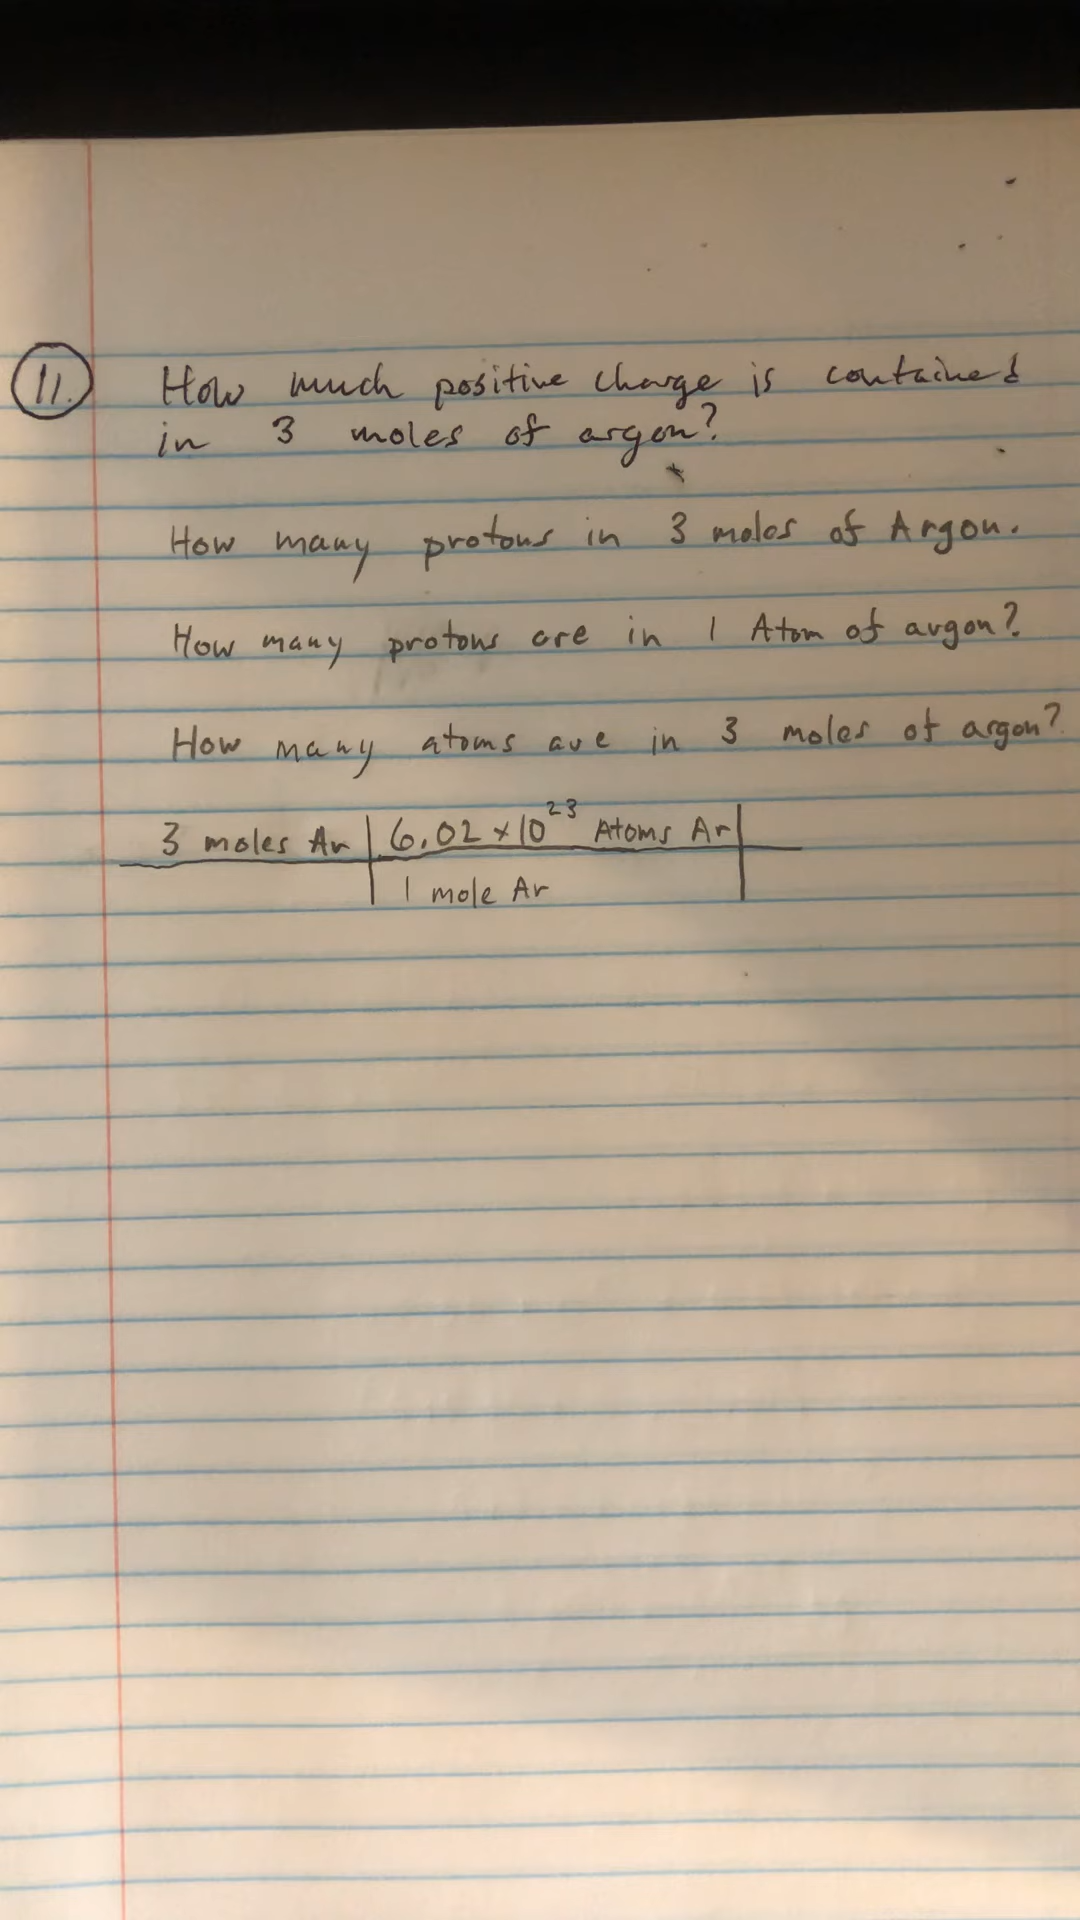 11. How much positive charge is contained
in 3 moles of argon?
How many protons in 3 moles of Argon.
How many protons are in 1 Atom of argon?
How many atoms are in 3 moles of argon?
3 moles Ar | 6.02 × 10²³ Atoms Ar |
1 mole Ar